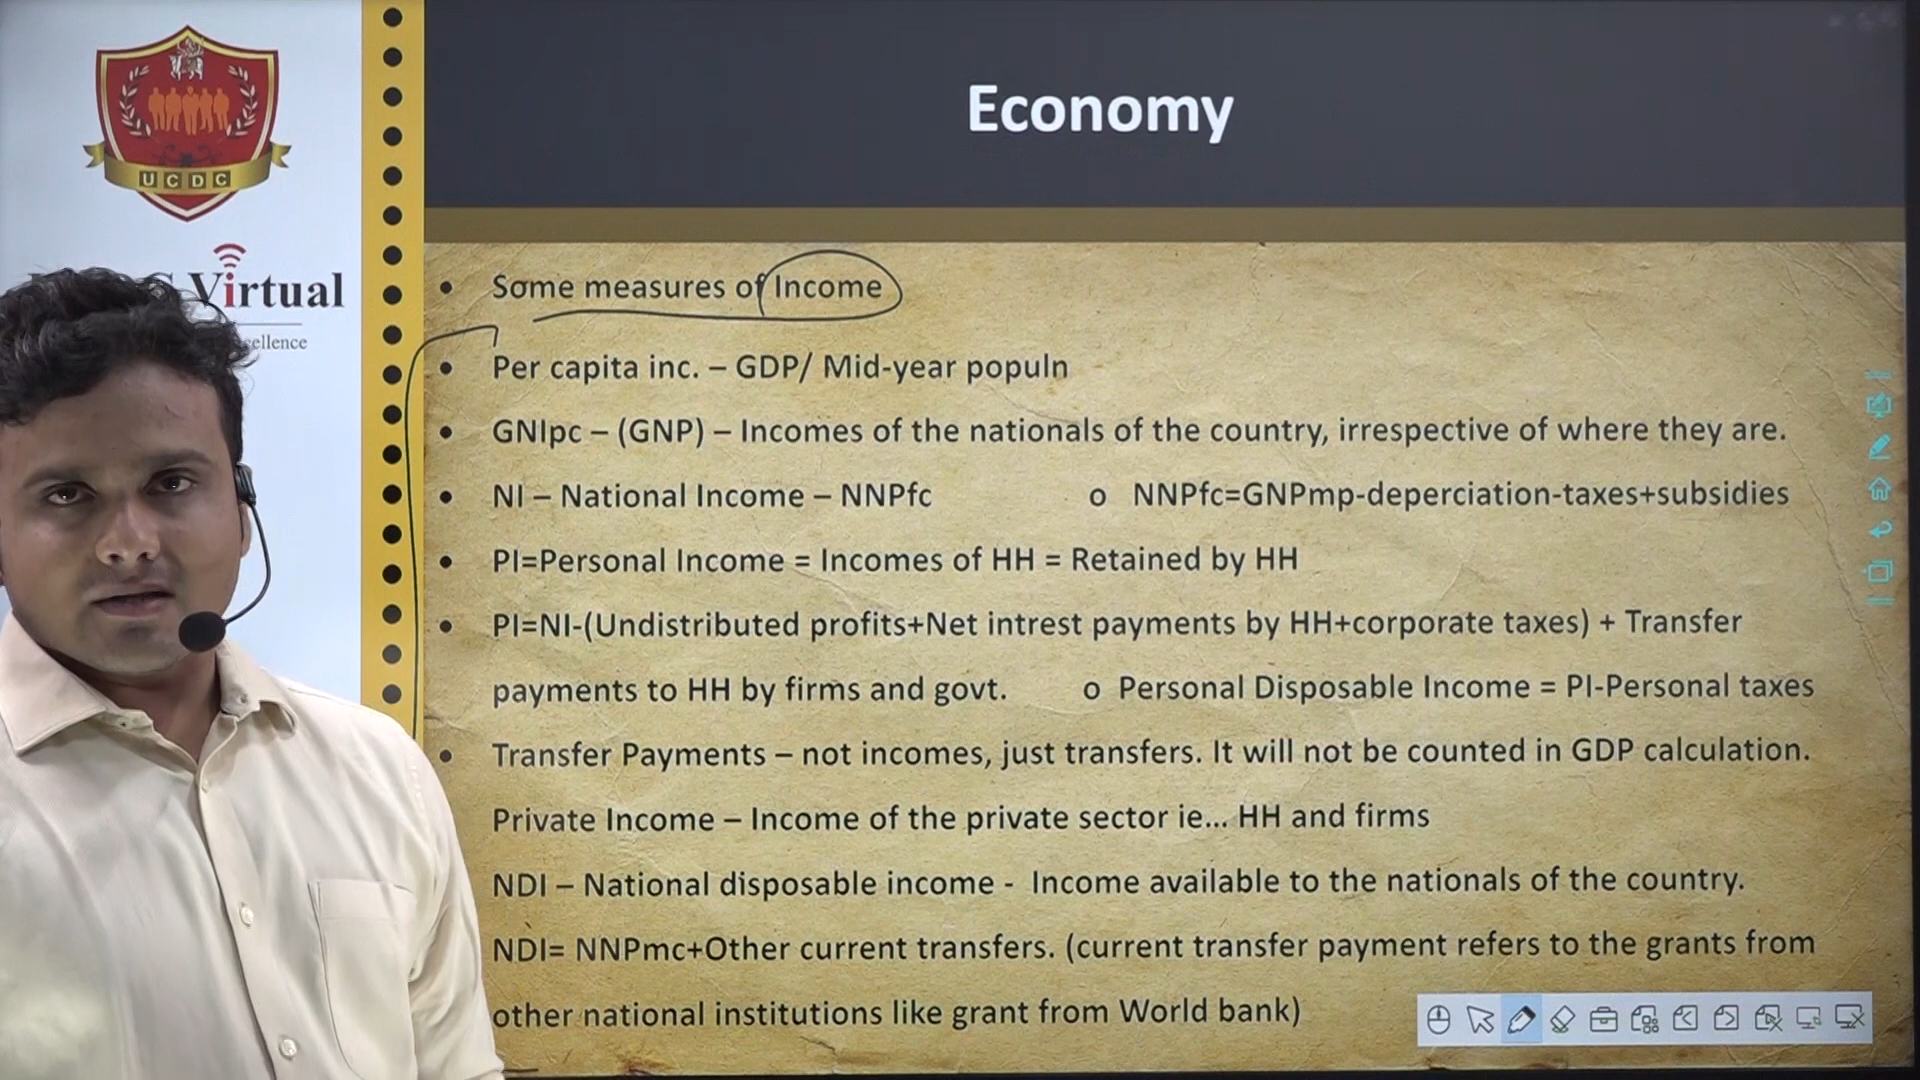 UCDC
Virtual
cellence
Economy
• Some measures of Income
• Per capita inc. – GDP/ Mid-year populn
• GNIpc – (GNP) – Incomes of the nationals of the country, irrespective of where they are.
• NI – National Income – NNPfc o NNPfc=GNPmp-deperciation-taxes+subsidies
• PI=Personal Income = Incomes of HH = Retained by HH
• PI=NI-(Undistributed profits+Net intrest payments by HH+corporate taxes) + Transfer
payments to HH by firms and govt. o Personal Disposable Income = PI-Personal taxes
• Transfer Payments – not incomes, just transfers. It will not be counted in GDP calculation.
Private Income – Income of the private sector ie... HH and firms
NDI – National disposable income - Income available to the nationals of the country.
NDI= NNPmc+Other current transfers. (current transfer payment refers to the grants from
other national institutions like grant from World bank)